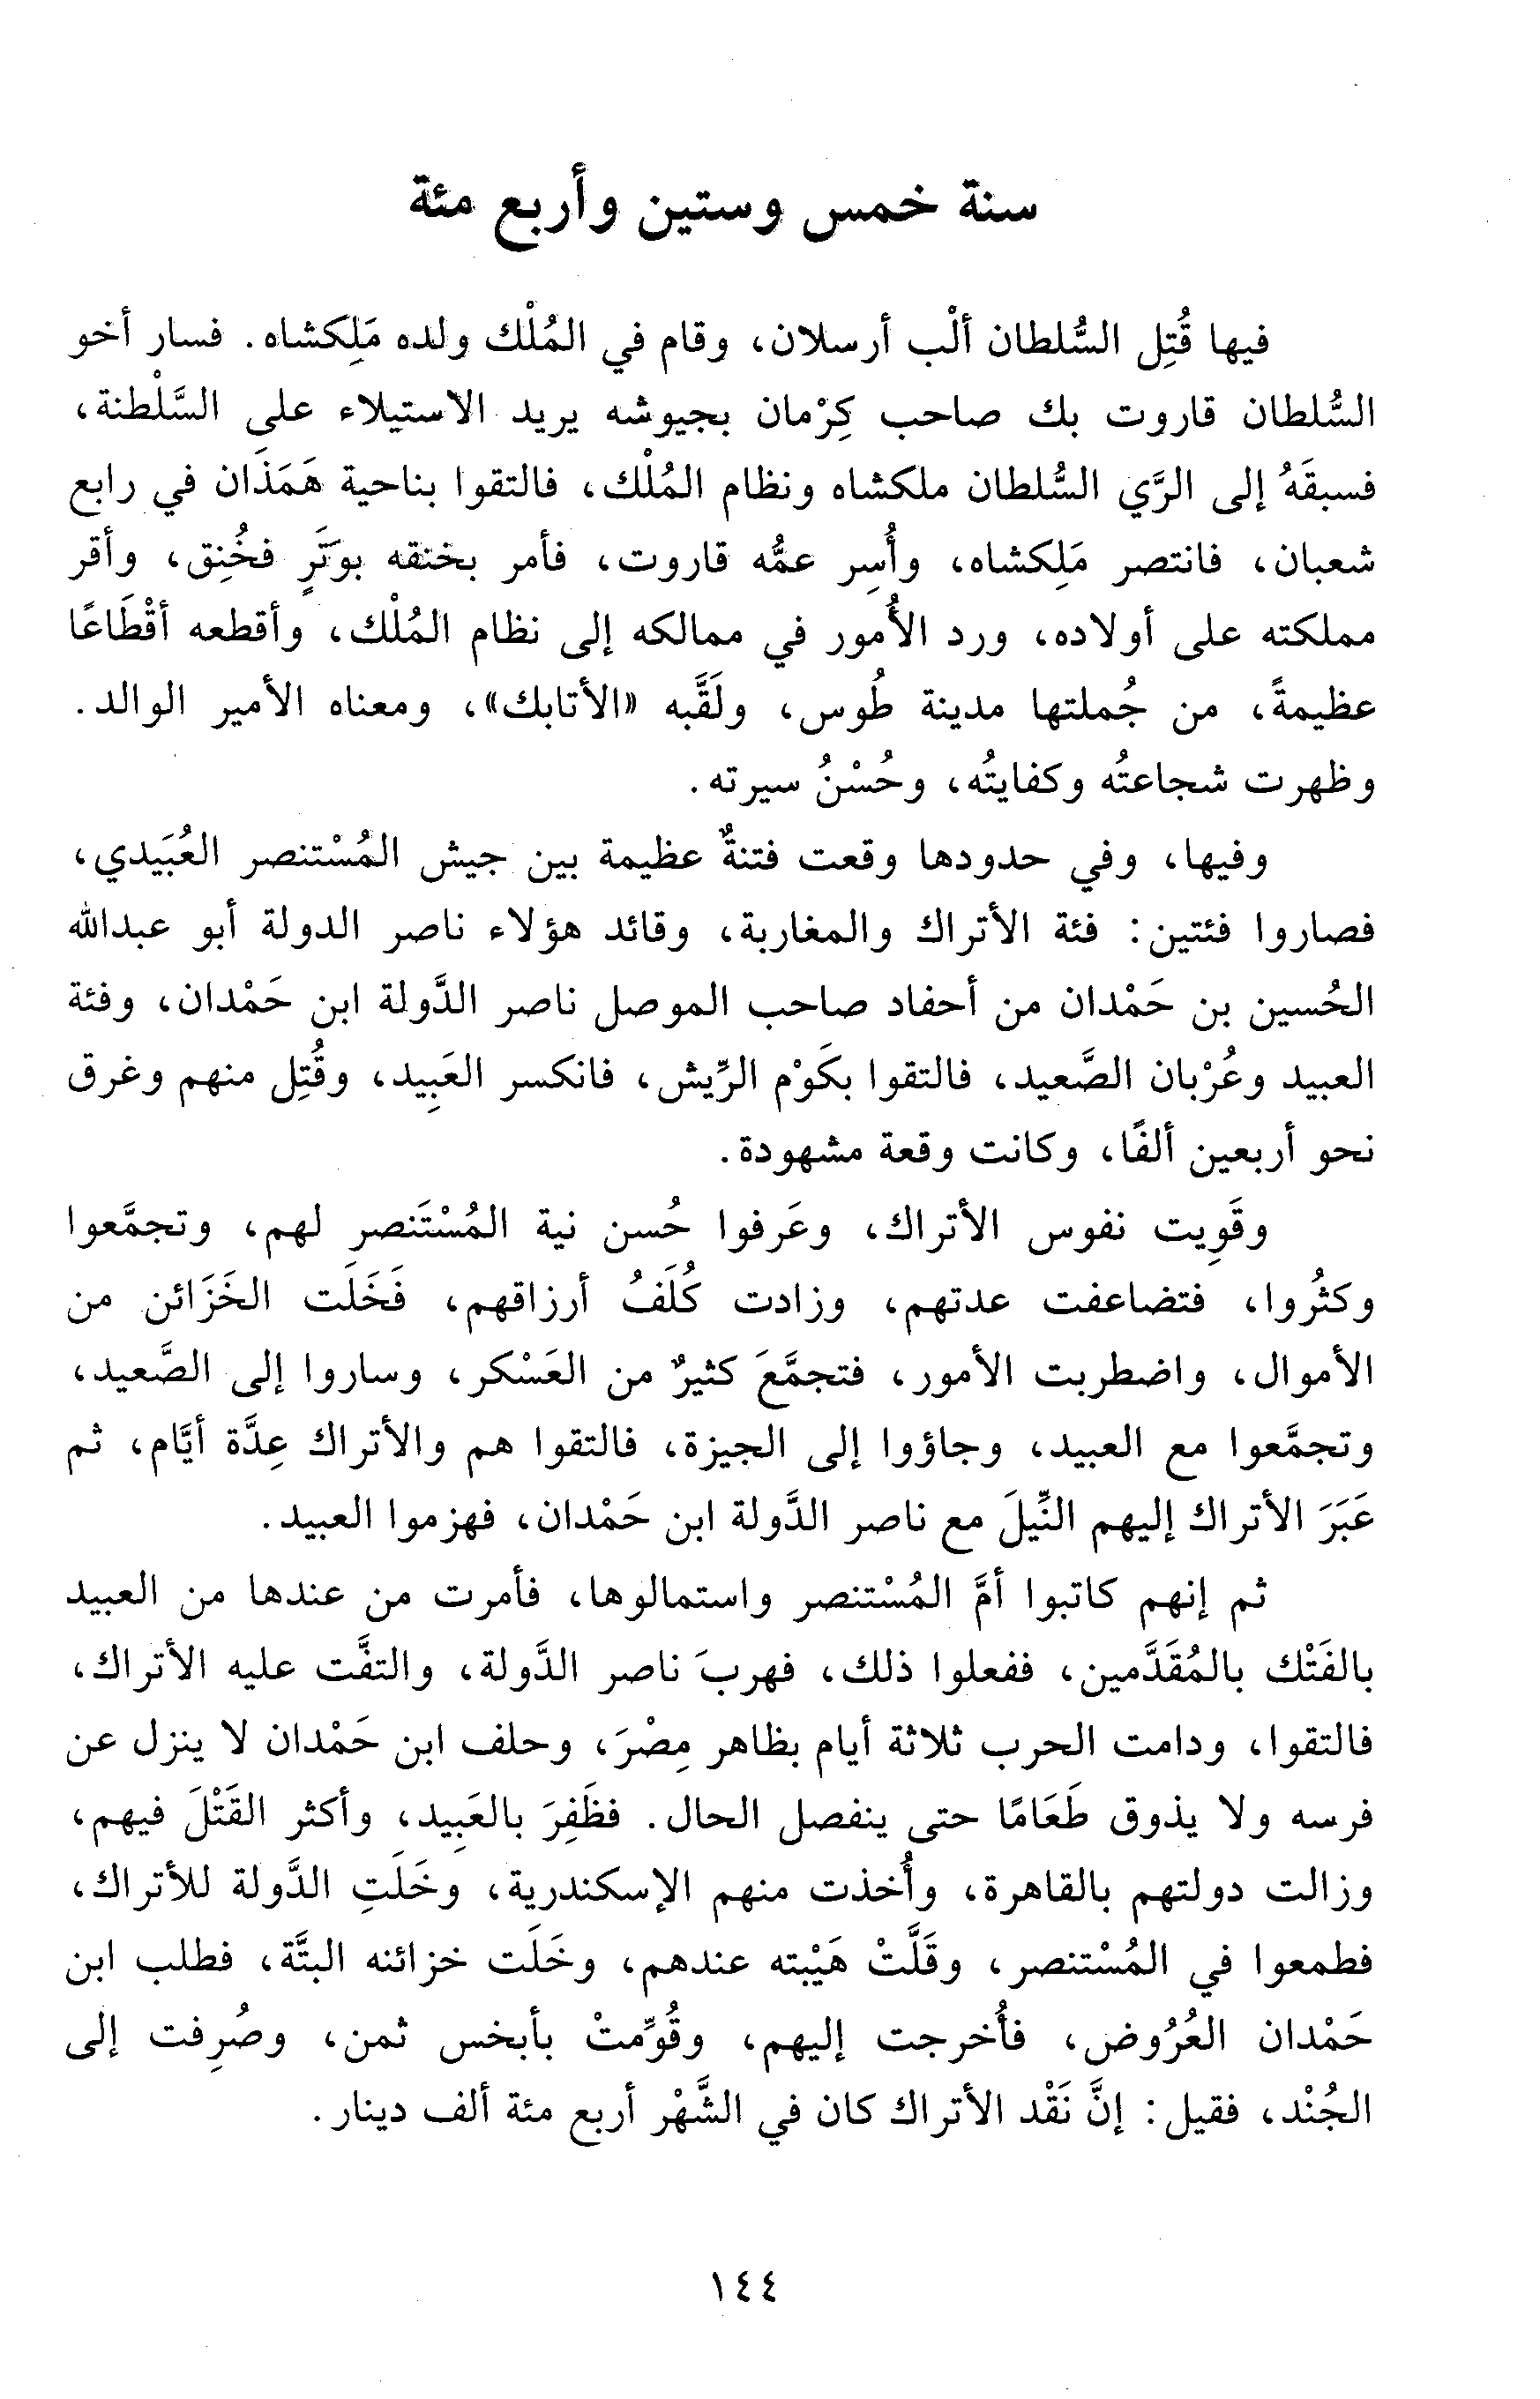 سنة خمس وستين وأربع مئة
فيها قُتِل السُّلطان ألْب أرسلان، وقام في المُلْك ولده مَلِكشاه. فسار أخو
السُّلطان قاروت بك صاحب كِرْمان بجيوشه يريد الاستيلاء على السَّلْطنة،
فسبقَهُ إلى الرَّي السُّلطان ملكشاه ونظام المُلْك، فالتقوا بناحية هَمَذَان في رابع
شعبان، فانتصر مَلِكشاه، وأُسِر عمُّه قاروت، فأمر بخنقه بوَتَرٍ فخُنِق، وأقر
مملكته على أولاده، ورد الأُمور في ممالكه إلى نظام المُلْك، وأقطعه أقْطَاعًا
عظيمةً، من جُملتها مدينة طُوس، ولَقَّبه «الأتابك»، ومعناه الأمير الوالد.
وظهرت شجاعتُه وكفايتُه، وحُسْنُ سيرته.
وفيها، وفي حدودها وقعت فتنةٌ عظيمة بين جيش المُسْتنصر العُبَيدي،
فصاروا فئتين: فئة الأتراك والمغاربة، وقائد هؤلاء ناصر الدولة أبو عبدالله
الحُسين بن حَمْدان من أحفاد صاحب الموصل ناصر الدَّولة ابن حَمْدان، وفئة
العبيد وعُرْبان الصَّعيد، فالتقوا بكَوْم الرِّيش، فانكسر العَبِيد، وقُتِل منهم وغرق
نحو أربعين ألفًا، وكانت وقعة مشهودة.
وقَوِيت نفوس الأتراك، وعَرفوا حُسن نية المُسْتَنصرِ لهم، وتجمَّعوا
وكثُروا، فتضاعفت عدتهم، وزادت كُلَفُ أرزاقهم، فَخَلَت الخَزَائن من
الأموال، واضطربت الأمور، فتجمَّعَ كثيرٌ من العَسْكر، وساروا إلى الصَّعيد،
وتجمَّعوا مع العبيد، وجاؤوا إلى الجيزة، فالتقوا هم والأتراك عِدَّة أيَّام، ثم
عَبَرَ الأتراك إليهم النِّيلَ مع ناصر الدَّولة ابن حَمْدان، فهزموا العبيد.
ثم إنهم كاتبوا أمَّ المُسْتنصر واستمالوها، فأمرت من عندها من العبيد
بالفَتْك بالمُقَدَّمين، ففعلوا ذلك، فهربَ ناصر الدَّولة، والتفَّت عليه الأتراك،
فالتقوا، ودامت الحرب ثلاثة أيام بظاهر مِصْرَ، وحلف ابن حَمْدان لا ينزل عن
فرسه ولا يذوق طَعَامًا حتى ينفصل الحال. فظَفِرَ بالعَبِيد، وأكثر القَتْلَ فيهم،
وزالت دولتهم بالقاهرة، وأُخذت منهم الإسكندرية، وخَلَتِ الدَّولة للأتراك،
فطمعوا في المُسْتنصر، وقَلَّتْ هَيْبته عندهم، وخَلَت خزائنه البتَّة، فطلب ابن
حَمْدان العُرُوض، فأُخرجت إليهم، وقُوِّمتْ بأبخس ثمن، وصُرِفت إلى
الجُنْد، فقيل: إنَّ نَقْد الأتراك كان في الشَّهْر أربع مئة ألف دينار.
١٤٤